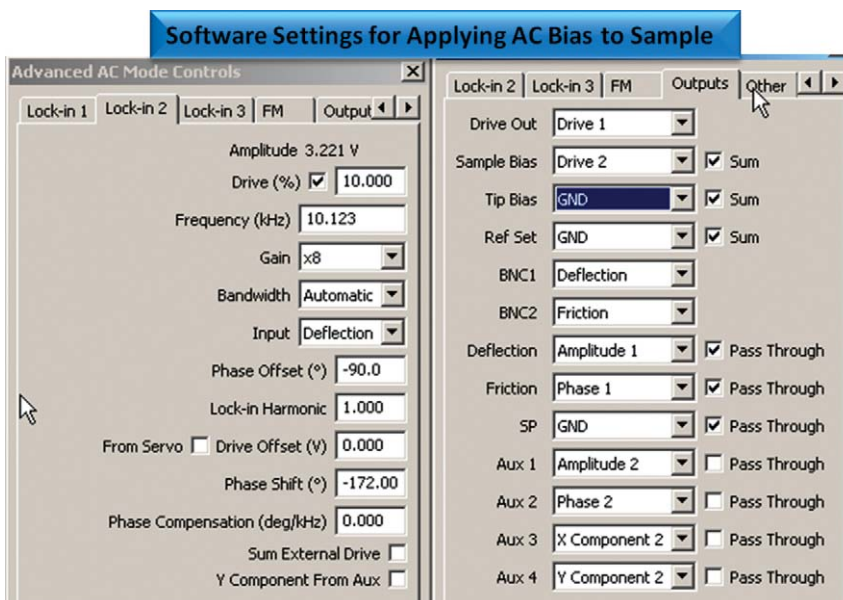 Software Settings for Applying AC Bias to Sample
Advanced AC Mode Controls
Lock-in 1 Lock-in 2 Lock-in 3 FM Output
Amplitude 3.221 V
Drive (%) 10.000
Frequency (kHz) 10.123
Gain x8
Bandwidth Automatic
Input Deflection
Phase Offset (°) -90.0
Lock-in Harmonic 1.000
From Servo Drive Offset (V) 0.000
Phase Shift (°) -172.00
Phase Compensation (deg/kHz) 0.000
Sum External Drive
Y Component From Aux
Lock-in 2 Lock-in 3 FM Outputs Other
Drive Out Drive 1
Sample Bias Drive 2 Sum
Tip Bias GND Sum
Ref Set GND Sum
BNC1 Deflection
BNC2 Friction
Deflection Amplitude 1 Pass Through
Friction Phase 1 Pass Through
SP GND Pass Through
Aux 1 Amplitude 2 Pass Through
Aux 2 Phase 2 Pass Through
Aux 3 X Component 2 Pass Through
Aux 4 Y Component 2 Pass Through